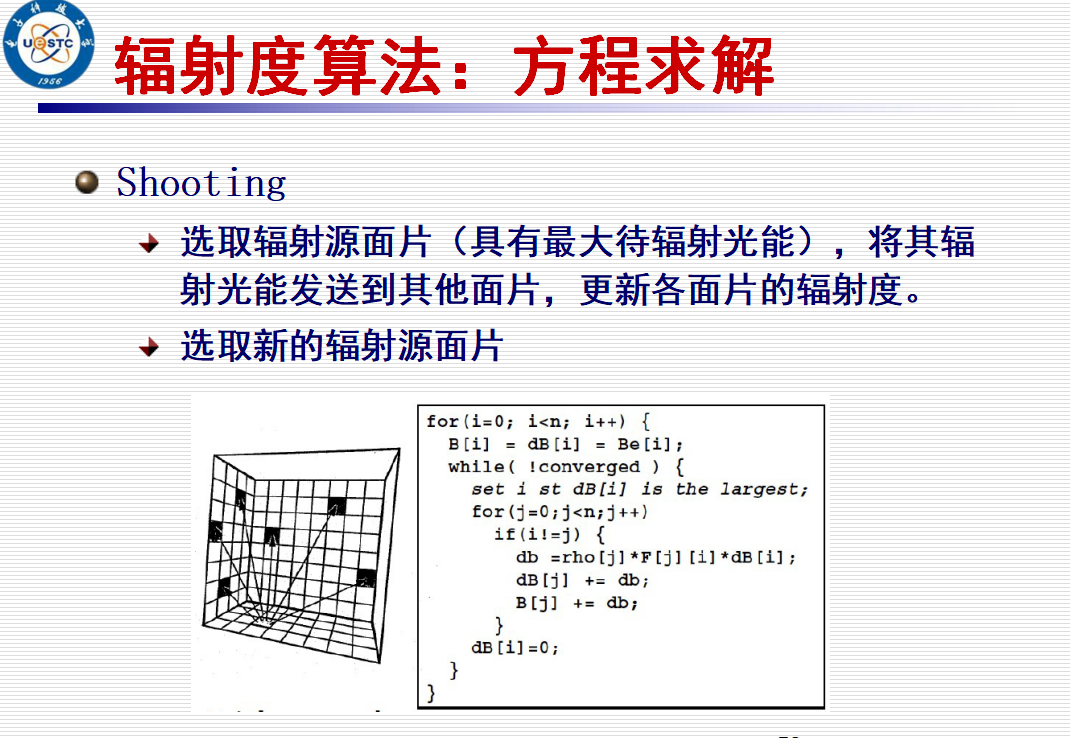 UESTC
1956
辐射度算法：方程求解
Shooting
选取辐射源面片（具有最大待辐射光能），将其辐
射光能发送到其他面片，更新各面片的辐射度。
选取新的辐射源面片
for(i=0; i<n; i++) {
B[i] = dB[i] = Be[i];
while( !converged ) {
set i st dB[i] is the largest;
for(j=0;j<n;j++)
if(i!=j) {
db =rho[j]*F[j][i]*dB[i];
dB[j] += db;
B[j] += db;
}
dB[i]=0;
}
}